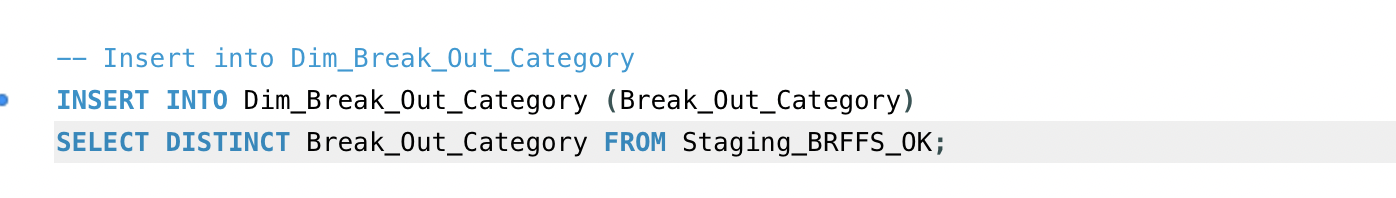 -- Insert into Dim_Break_Out_Category
INSERT INTO Dim_Break_Out_Category (Break_Out_Category)
SELECT DISTINCT Break_Out_Category FROM Staging_BRFFS_OK;